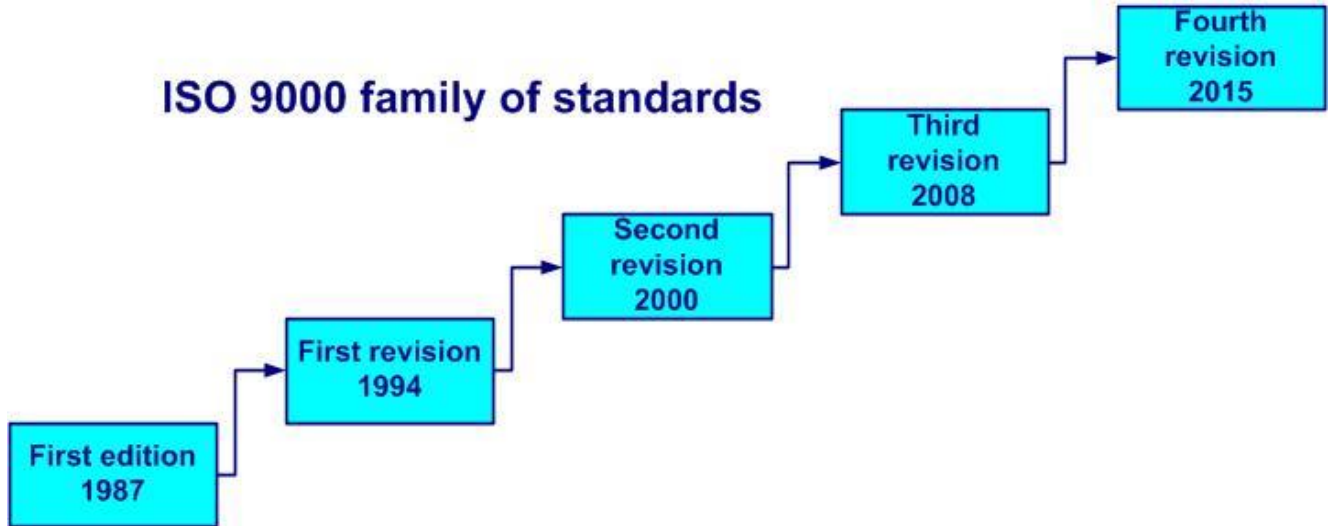 ISO 9000 family of standards
Fourth
revision
2015
Third
revision
2008
Second
revision
2000
First revision
1994
First edition
1987